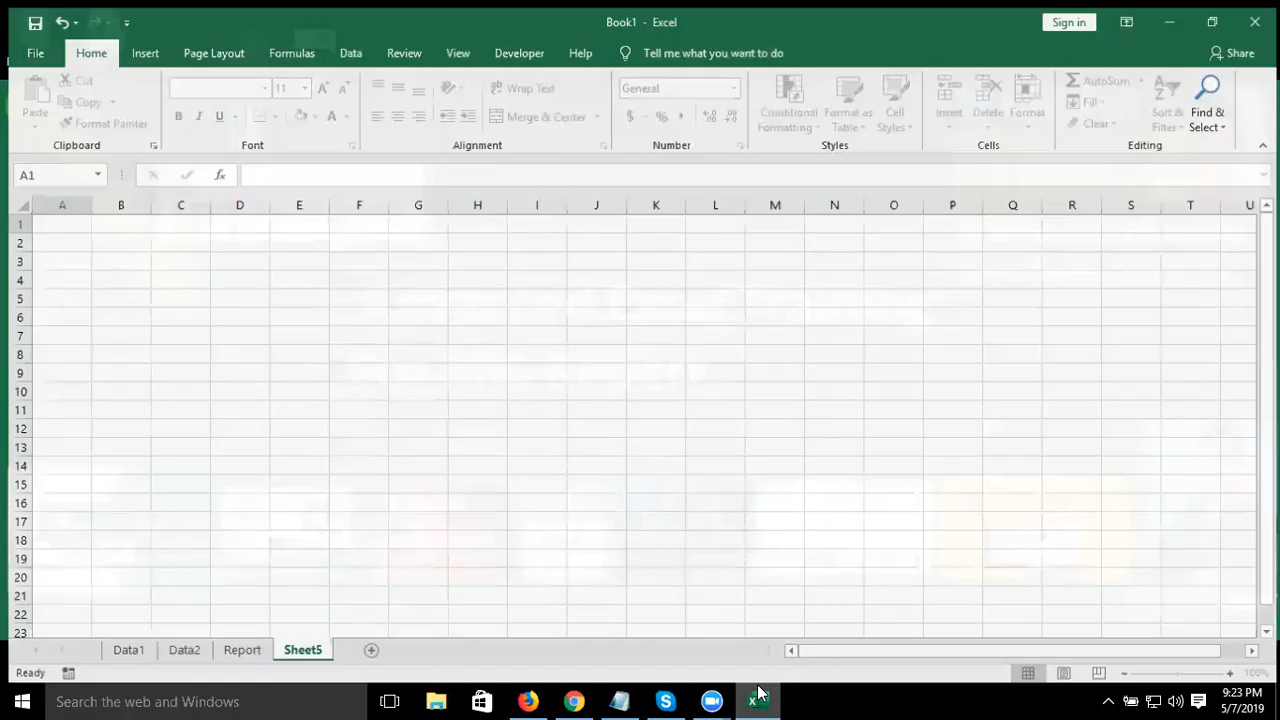 Book1 - Excel
Sign in
File Home Insert Page Layout Formulas Data Review View Developer Help Tell me what you want to do Share
Paste Cut Copy Format Painter
Clipboard
11 B I U A A A
Font
Wrap Text
Merge & Center
Alignment
General
$ % ,
Number
Conditional Formatting Format as Table Cell Styles
Styles
Insert Delete Format
Cells
AutoSum Fill Clear Sort & Filter Find & Select
Editing
A1 fx
A B C D E F G H I J K L M N O P Q R S T U
1
2
3
4
5
6
7
8
9
10
11
12
13
14
15
16
17
18
19
20
21
22
23
Data1 Data2 Report Sheet5
Ready 100%
Search the web and Windows
9:23 PM
5/7/2019